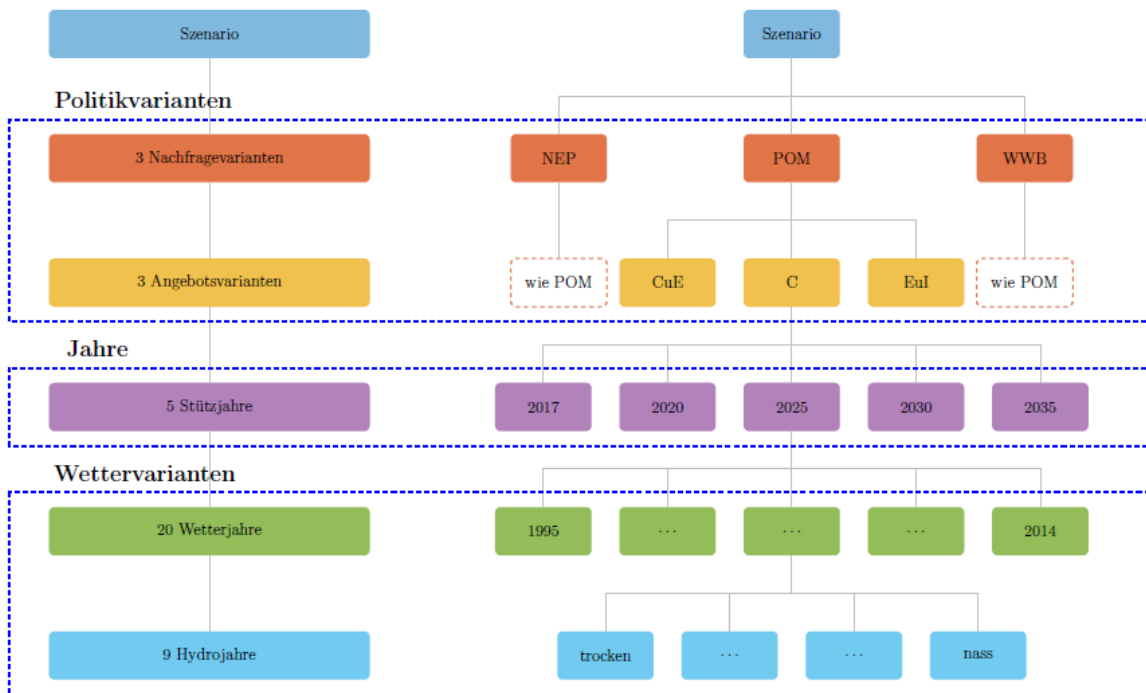 Szenario Szenario
Politikvarianten
3 Nachfragevarianten NEP POM WWB
3 Angebotsvarianten wie POM CuE C EuI wie POM
Jahre
5 Stützjahre 2017 2020 2025 2030 2035
Wettervarianten
20 Wetterjahre 1995 ... ... ... 2014
9 Hydrojahre trocken ... ... nass